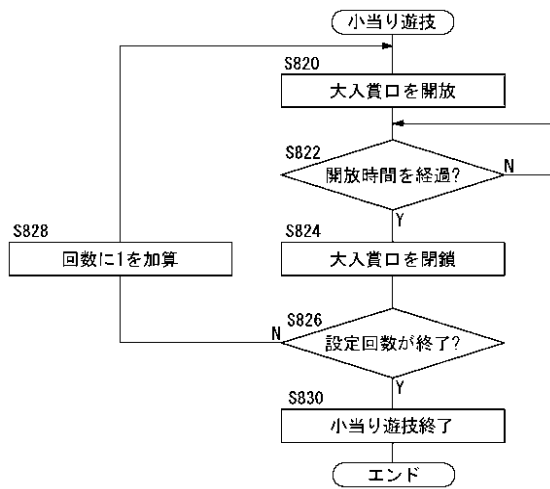 小当り遊技
S820
大入賞口を開放
S822
開放時間を経過?
N
Y
S824
大入賞口を閉鎖
S828
回数に1を加算
S826
N
設定回数が終了?
Y
S830
小当り遊技終了
エンド